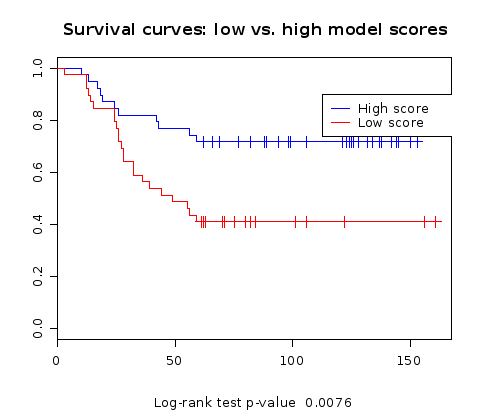 Survival curves: low vs. high model scores
1.0
0.8
0.6
0.4
0.2
0.0
High score
Low score
0 50 100 150
Log-rank test p-value 0.0076